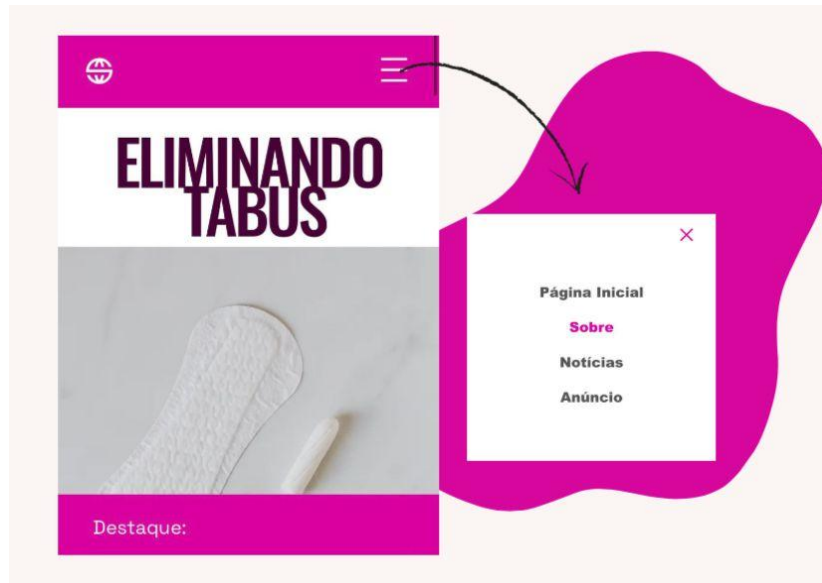 ELIMINANDO
TABUS
Destaque:
Página Inicial
Sobre
Notícias
Anúncio